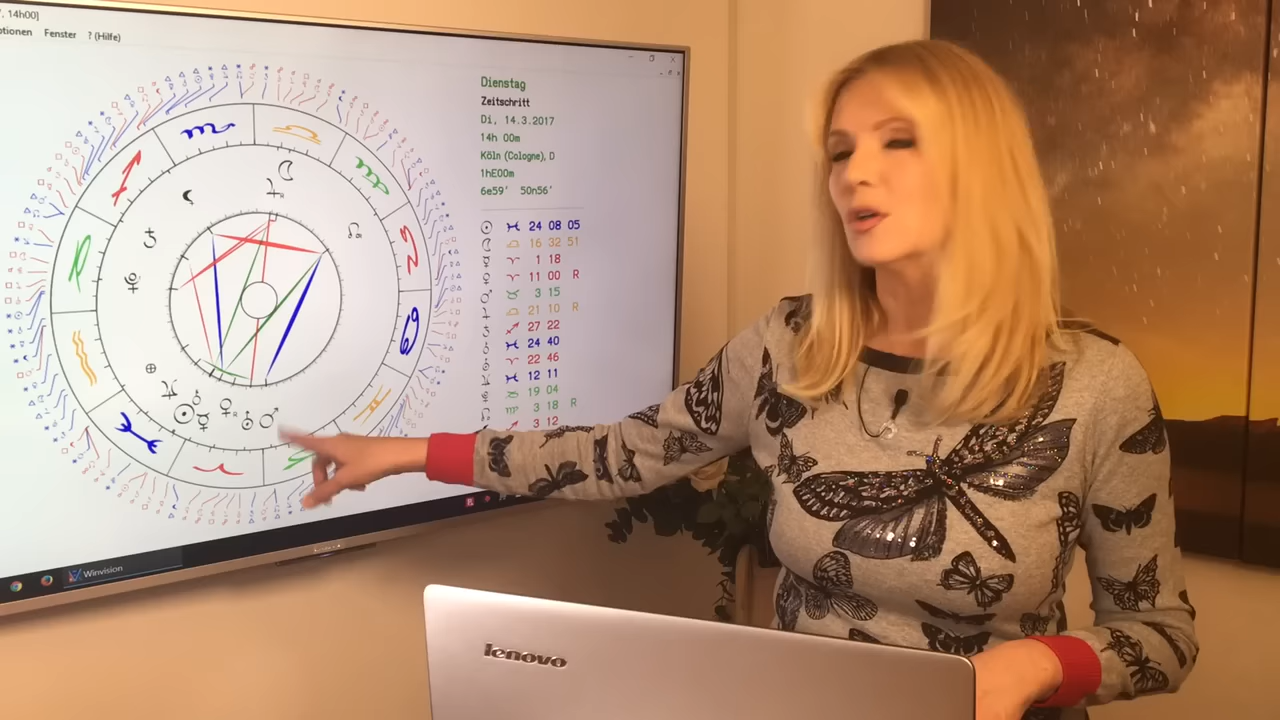 14h00]
ptionen Fenster ? (Hilfe)
Dienstag
Zeitschritt
Di, 14.3.2017
14h 00m
Köln (Cologne), D
1hE00m
6e59' 50n56'
☉ ♓ 24 08 05
☽ ♎ 16 32 51
☿ ♈ 1 18
♀ ♈ 11 00 R
♂ ♉ 3 15
♃ ♎ 21 10 R
♄ ♐ 27 22
♓ 24 40
♈ 22 46
♓ 12 11
♑ 19 04
♍ 3 18 R
♐ 3 12
Winvision
lenovo